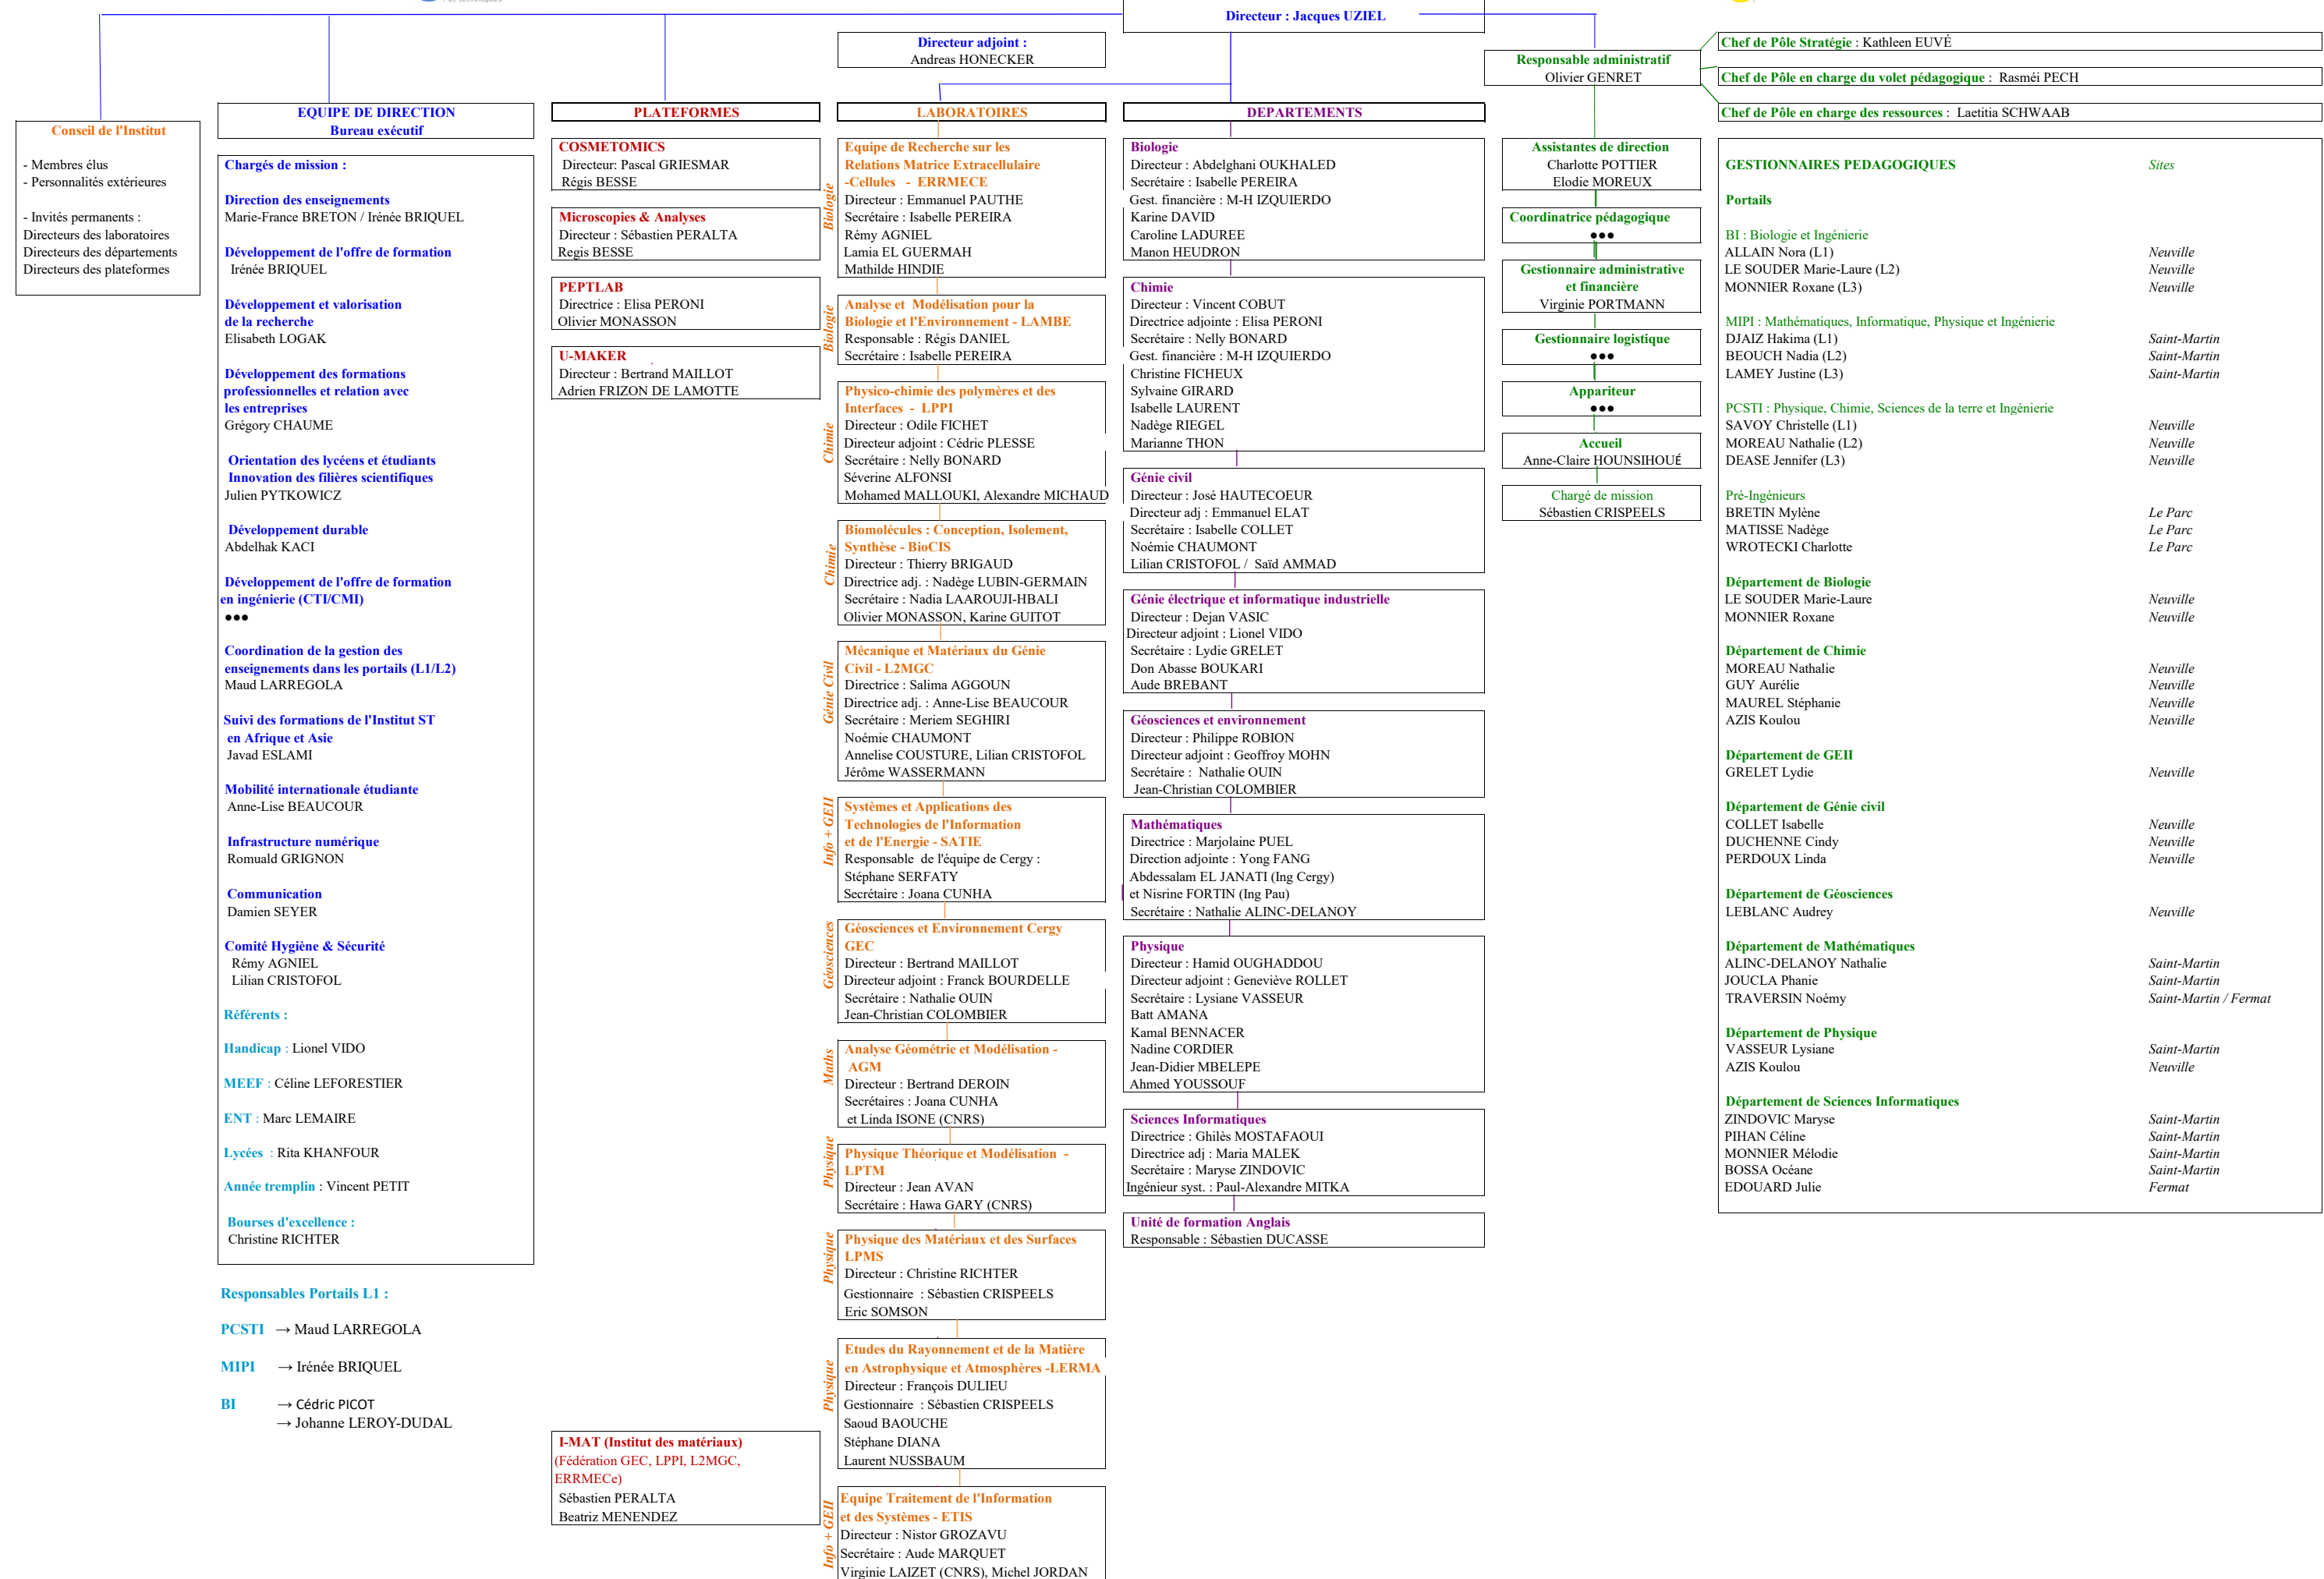 Directeur : Jacques UZIEL
Directeur adjoint :
Andreas HONECKER
Responsable administratif
Olivier GENRET
Chef de Pôle Stratégie : Kathleen EUVÉ
Chef de Pôle en charge du volet pédagogique : Rasméi PECH
Chef de Pôle en charge des ressources : Laetitia SCHWAAB
Conseil de l'Institut
- Membres élus
- Personnalités extérieures
- Invités permanents :
Directeurs des laboratoires
Directeurs des départements
Directeurs des plateformes
EQUIPE DE DIRECTION
Bureau exécutif
Chargés de mission :
Direction des enseignements
Marie-France BRETON / Irénée BRIQUEL
Développement de l'offre de formation
Irénée BRIQUEL
Développement et valorisation
de la recherche
Elisabeth LOGAK
Développement des formations
professionnelles et relation avec
les entreprises
Grégory CHAUME
Orientation des lycéens et étudiants
Innovation des filières scientifiques
Julien PYTKOWICZ
Développement durable
Abdelhak KACI
Développement de l'offre de formation
en ingénierie (CTI/CMI)
●●●
Coordination de la gestion des
enseignements dans les portails (L1/L2)
Maud LARREGOLA
Suivi des formations de l'Institut ST
en Afrique et Asie
Javad ESLAMI
Mobilité internationale étudiante
Anne-Lise BEAUCOUR
Infrastructure numérique
Romuald GRIGNON
Communication
Damien SEYER
Comité Hygiène & Sécurité
Rémy AGNIEL
Lilian CRISTOFOL
Référents :
Handicap : Lionel VIDO
MEEF : Céline LEFORESTIER
ENT : Marc LEMAIRE
Lycées : Rita KHANFOUR
Année tremplin : Vincent PETIT
Bourses d'excellence :
Christine RICHTER
Responsables Portails L1 :
PCSTI → Maud LARREGOLA
MIPI → Irénée BRIQUEL
BI → Cédric PICOT
→ Johanne LEROY-DUDAL
PLATEFORMES
COSMETOMICS
Directeur: Pascal GRIESMAR
Régis BESSE
Microscopies & Analyses
Directeur : Sébastien PERALTA
Regis BESSE
PEPTLAB
Directrice : Elisa PERONI
Olivier MONASSON
U-MAKER
Directeur : Bertrand MAILLOT
Adrien FRIZON DE LAMOTTE
I-MAT (Institut des matériaux)
(Fédération GEC, LPPI, L2MGC,
ERRMECe)
Sébastien PERALTA
Beatriz MENENDEZ
LABORATOIRES
Biologie
Equipe de Recherche sur les
Relations Matrice Extracellulaire
-Cellules - ERRMECE
Directeur : Emmanuel PAUTHE
Secrétaire : Isabelle PEREIRA
Rémy AGNIEL
Lamia EL GUERMAH
Mathilde HINDIE
Biologie
Analyse et Modélisation pour la
Biologie et l'Environnement - LAMBE
Responsable : Régis DANIEL
Secrétaire : Isabelle PEREIRA
Chimie
Physico-chimie des polymères et des
Interfaces - LPPI
Directeur : Odile FICHET
Directeur adjoint : Cédric PLESSE
Secrétaire : Nelly BONARD
Séverine ALFONSI
Mohamed MALLOUKI, Alexandre MICHAUD
Chimie
Biomolécules : Conception, Isolement,
Synthèse - BioCIS
Directeur : Thierry BRIGAUD
Directrice adj. : Nadège LUBIN-GERMAIN
Secrétaire : Nadia LAAROUJI-HBALI
Olivier MONASSON, Karine GUITOT
Génie Civil
Mécanique et Matériaux du Génie
Civil - L2MGC
Directrice : Salima AGGOUN
Directrice adj. : Anne-Lise BEAUCOUR
Secrétaire : Meriem SEGHIRI
Noémie CHAUMONT
Annelise COUSTURE, Lilian CRISTOFOL
Jérôme WASSERMANN
Info + GEII
Systèmes et Applications des
Technologies de l'Information
et de l'Energie - SATIE
Responsable de l'équipe de Cergy :
Stéphane SERFATY
Secrétaire : Joana CUNHA
Géosciences
Géosciences et Environnement Cergy
GEC
Directeur : Bertrand MAILLOT
Directeur adjoint : Franck BOURDELLE
Secrétaire : Nathalie OUIN
Jean-Christian COLOMBIER
Maths
Analyse Géométrie et Modélisation -
AGM
Directeur : Bertrand DEROIN
Secrétaires : Joana CUNHA
et Linda ISONE (CNRS)
Physique
Physique Théorique et Modélisation -
LPTM
Directeur : Jean AVAN
Secrétaire : Hawa GARY (CNRS)
Physique
Physique des Matériaux et des Surfaces
LPMS
Directeur : Christine RICHTER
Gestionnaire : Sébastien CRISPEELS
Eric SOMSON
Physique
Etudes du Rayonnement et de la Matière
en Astrophysique et Atmosphères -LERMA
Directeur : François DULIEU
Gestionnaire : Sébastien CRISPEELS
Saoud BAOUCHE
Stéphane DIANA
Laurent NUSSBAUM
Info + GEII
Equipe Traitement de l'Information
et des Systèmes - ETIS
Directeur : Nistor GROZAVU
Secrétaire : Aude MARQUET
Virginie LAIZET (CNRS), Michel JORDAN
DEPARTEMENTS
Biologie
Directeur : Abdelghani OUKHALED
Secrétaire : Isabelle PEREIRA
Gest. financière : M-H IZQUIERDO
Karine DAVID
Caroline LADUREE
Manon HEUDRON
Chimie
Directeur : Vincent COBUT
Directrice adjointe : Elisa PERONI
Secrétaire : Nelly BONARD
Gest. financière : M-H IZQUIERDO
Christine FICHEUX
Sylvaine GIRARD
Isabelle LAURENT
Nadège RIEGEL
Marianne THON
Génie civil
Directeur : José HAUTECOEUR
Directeur adj : Emmanuel ELAT
Secrétaire : Isabelle COLLET
Noémie CHAUMONT
Lilian CRISTOFOL / Saïd AMMAD
Génie électrique et informatique industrielle
Directeur : Dejan VASIC
Directeur adjoint : Lionel VIDO
Secrétaire : Lydie GRELET
Don Abasse BOUKARI
Aude BREBANT
Géosciences et environnement
Directeur : Philippe ROBION
Directeur adjoint : Geoffroy MOHN
Secrétaire : Nathalie OUIN
Jean-Christian COLOMBIER
Mathématiques
Directrice : Marjolaine PUEL
Direction adjointe : Yong FANG
Abdessalam EL JANATI (Ing Cergy)
et Nisrine FORTIN (Ing Pau)
Secrétaire : Nathalie ALINC-DELANOY
Physique
Directeur : Hamid OUGHADDOU
Directeur adjoint : Geneviève ROLLET
Secrétaire : Lysiane VASSEUR
Batt AMANA
Kamal BENNACER
Nadine CORDIER
Jean-Didier MBELEPE
Ahmed YOUSSOUF
Sciences Informatiques
Directrice : Ghilès MOSTAFAOUI
Directrice adj : Maria MALEK
Secrétaire : Maryse ZINDOVIC
Ingénieur syst. : Paul-Alexandre MITKA
Unité de formation Anglais
Responsable : Sébastien DUCASSE
Assistantes de direction
Charlotte POTTIER
Elodie MOREUX
Coordinatrice pédagogique
●●●
Gestionnaire administrative
et financière
Virginie PORTMANN
Gestionnaire logistique
●●●
Appariteur
●●●
Accueil
Anne-Claire HOUNSIHOUÉ
Chargé de mission
Sébastien CRISPEELS
GESTIONNAIRES PEDAGOGIQUES Sites
Portails
BI : Biologie et Ingénierie
ALLAIN Nora (L1) Neuville
LE SOUDER Marie-Laure (L2) Neuville
MONNIER Roxane (L3) Neuville
MIPI : Mathématiques, Informatique, Physique et Ingénierie
DJAIZ Hakima (L1) Saint-Martin
BEOUCH Nadia (L2) Saint-Martin
LAMEY Justine (L3) Saint-Martin
PCSTI : Physique, Chimie, Sciences de la terre et Ingénierie
SAVOY Christelle (L1) Neuville
MOREAU Nathalie (L2) Neuville
DEASE Jennifer (L3) Neuville
Pré-Ingénieurs
BRETIN Mylène Le Parc
MATISSE Nadège Le Parc
WROTECKI Charlotte Le Parc
Département de Biologie
LE SOUDER Marie-Laure Neuville
MONNIER Roxane Neuville
Département de Chimie
MOREAU Nathalie Neuville
GUY Aurélie Neuville
MAUREL Stéphanie Neuville
AZIS Koulou Neuville
Département de GEII
GRELET Lydie Neuville
Département de Génie civil
COLLET Isabelle Neuville
DUCHENNE Cindy Neuville
PERDOUX Linda Neuville
Département de Géosciences
LEBLANC Audrey Neuville
Département de Mathématiques
ALINC-DELANOY Nathalie Saint-Martin
JOUCLA Phanie Saint-Martin
TRAVERSIN Noémy Saint-Martin / Fermat
Département de Physique
VASSEUR Lysiane Saint-Martin
AZIS Koulou Neuville
Département de Sciences Informatiques
ZINDOVIC Maryse Saint-Martin
PIHAN Céline Saint-Martin
MONNIER Mélodie Saint-Martin
BOSSA Océane Saint-Martin
EDOUARD Julie Fermat